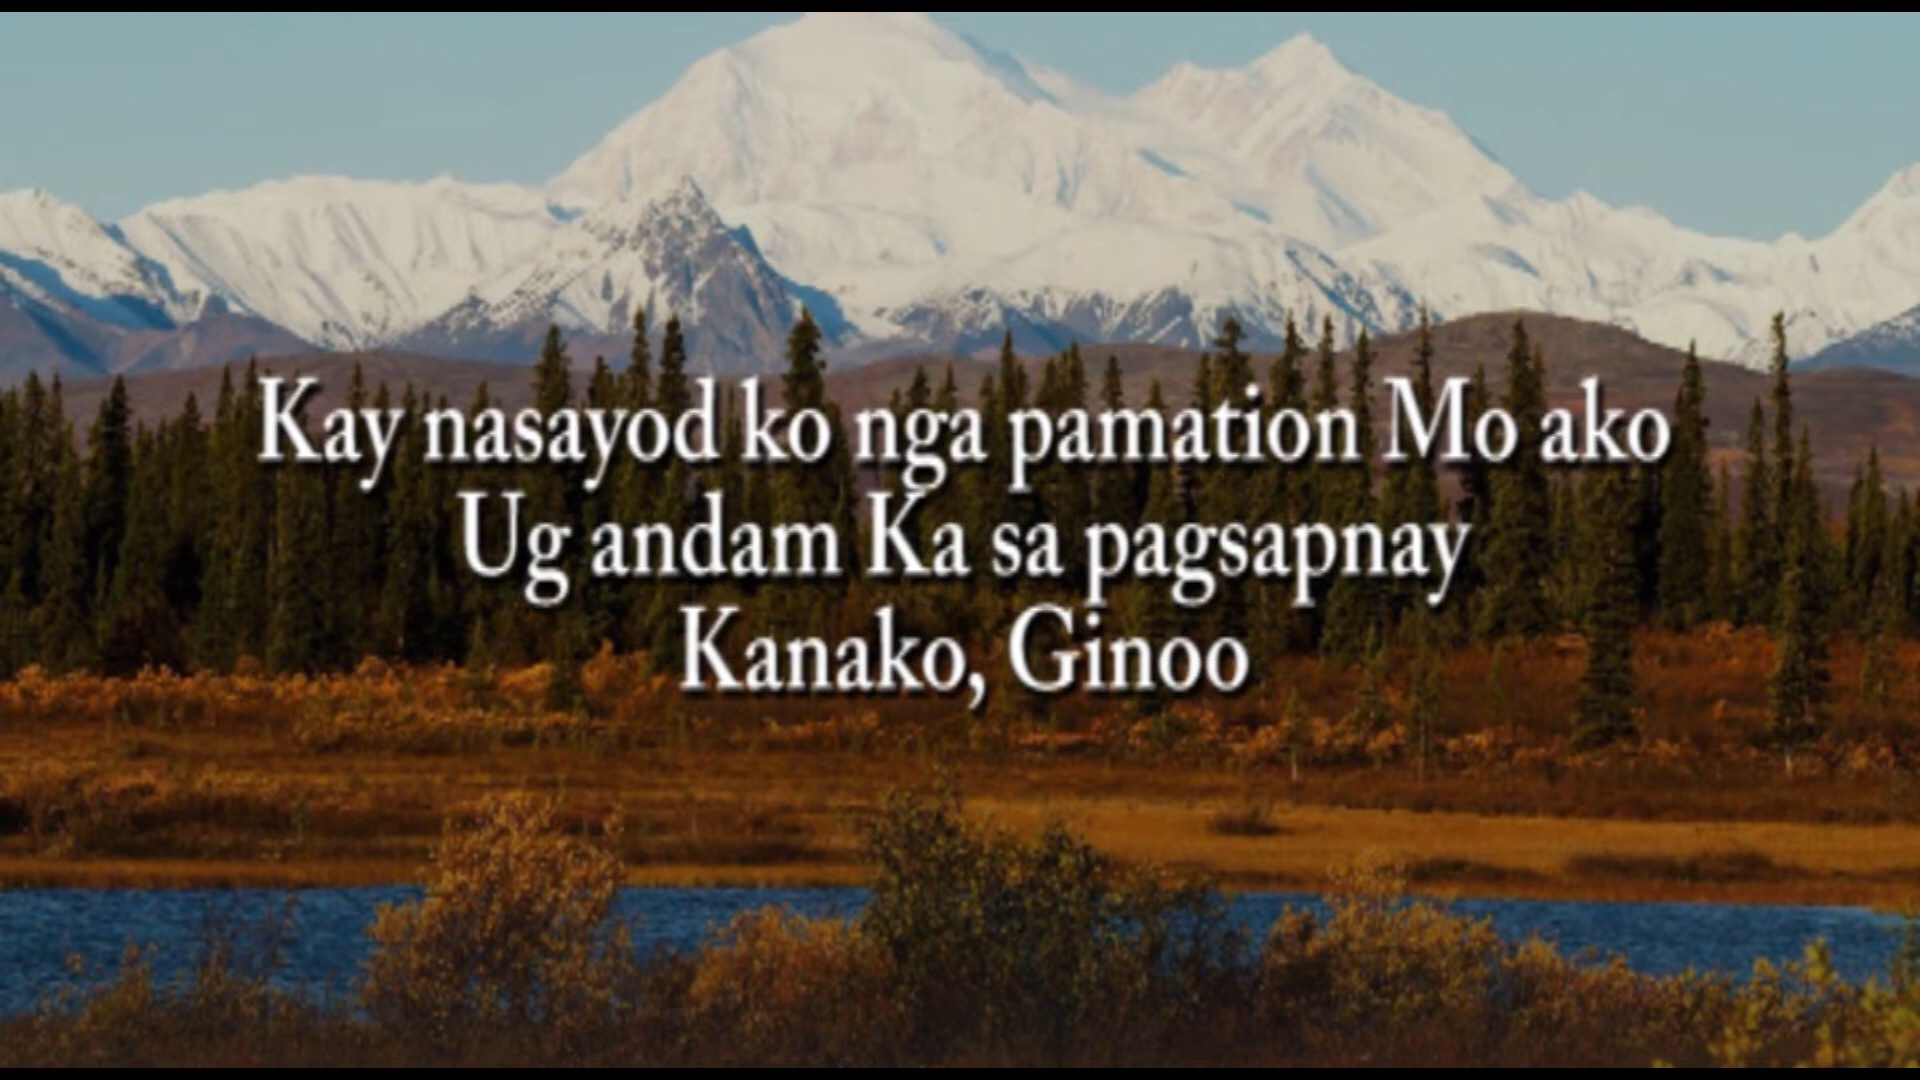 Kay nasayod ko nga pamation Mo ako
Ug andam Ka sa pagsapnay
Kanako, Ginoo